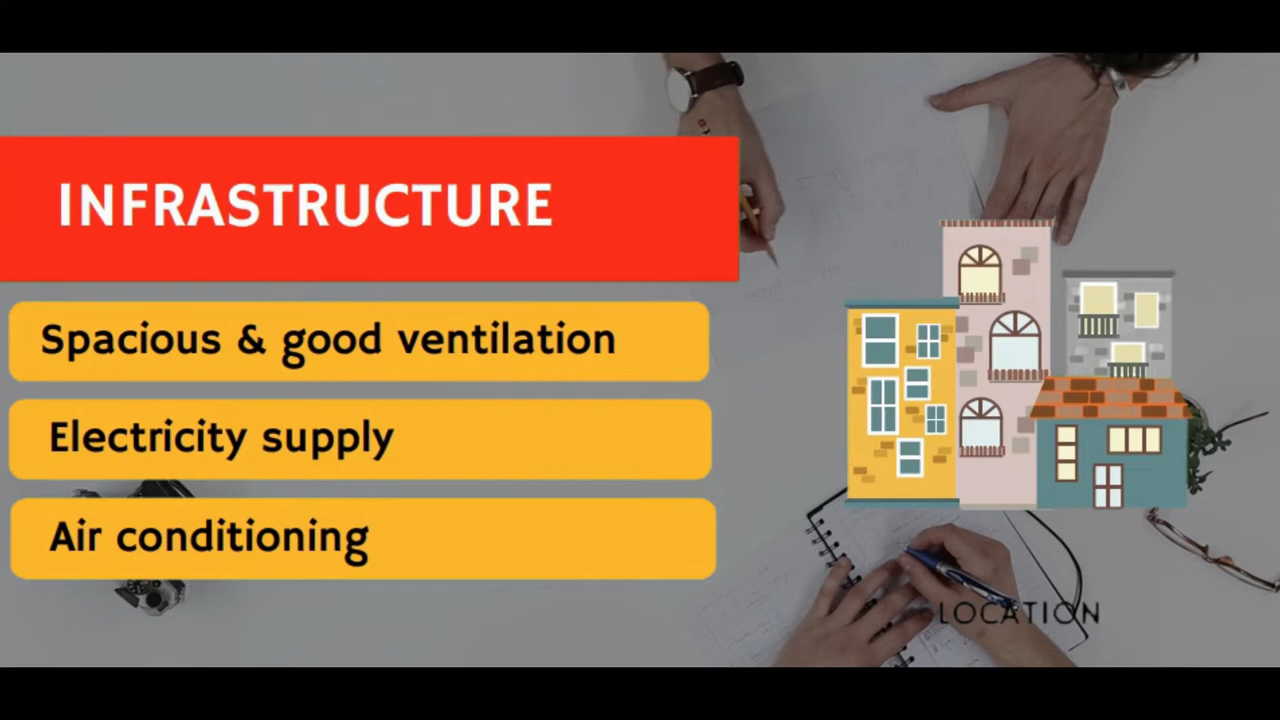 INFRASTRUCTURE
Spacious & good ventilation
Electricity supply
Air conditioning
LOCATION